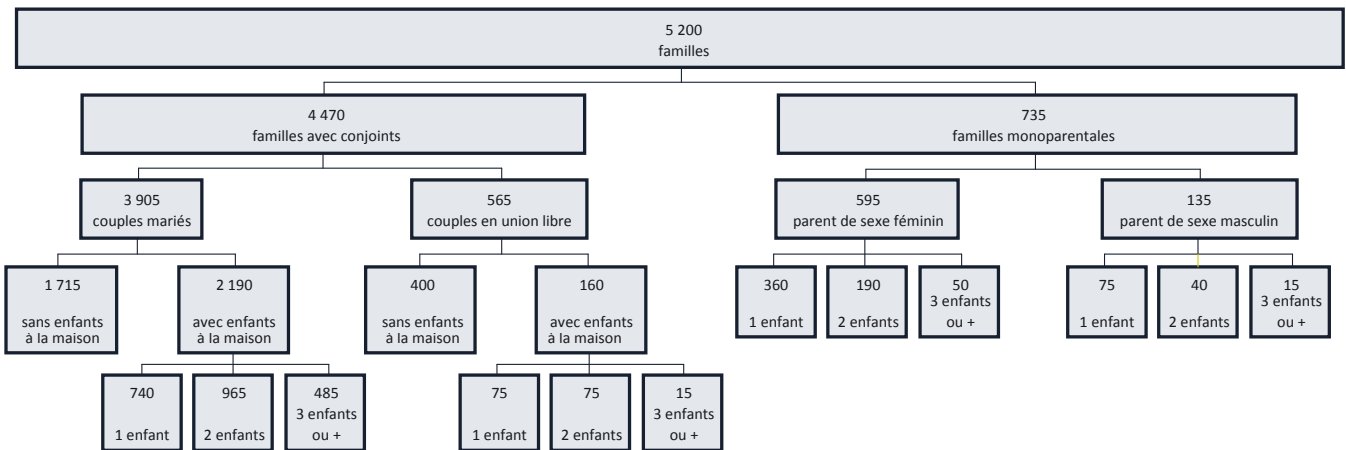 5 200
familles
4 470
familles avec conjoints
735
familles monoparentales
3 905
couples mariés
565
couples en union libre
595
parent de sexe féminin
135
parent de sexe masculin
1 715
sans enfants
à la maison
2 190
avec enfants
à la maison
400
sans enfants
à la maison
160
avec enfants
à la maison
360
1 enfant
190
2 enfants
50
3 enfants
ou +
75
1 enfant
40
2 enfants
15
3 enfants
ou +
740
1 enfant
965
2 enfants
485
3 enfants
ou +
75
1 enfant
75
2 enfants
15
3 enfants
ou +